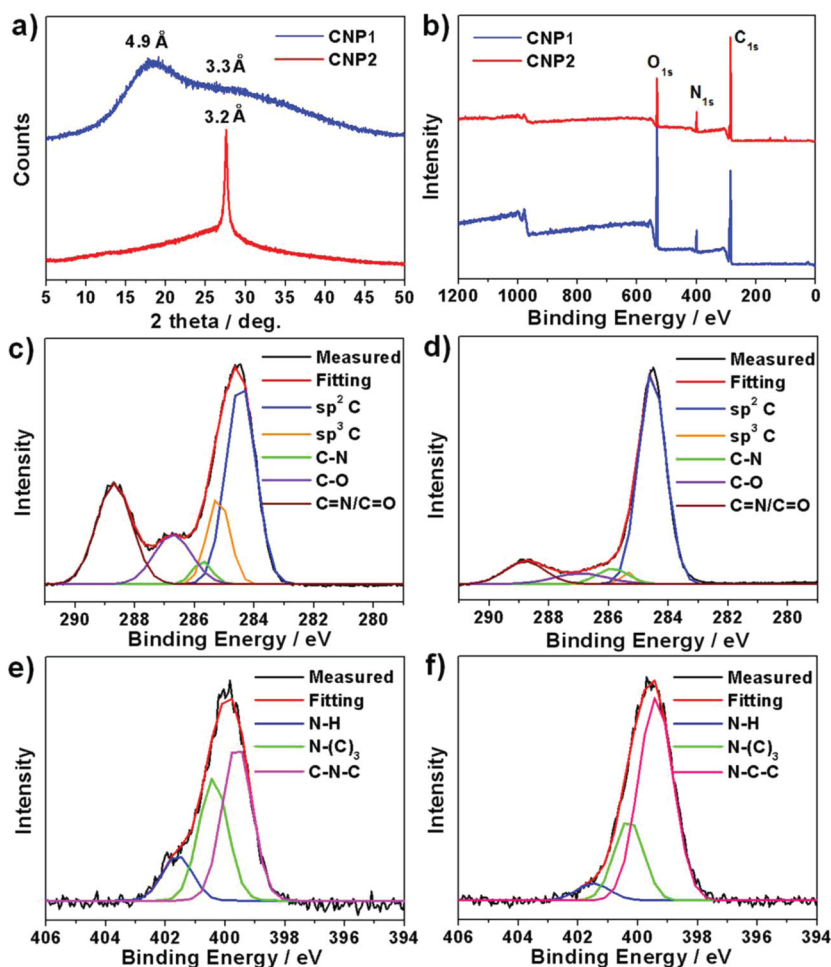 a)
4.9 Å
3.3 Å
3.2 Å
CNP1
CNP2
Counts
5 10 15 20 25 30 35 40 45 50
2 theta / deg.
b)
CNP1
CNP2
O1s
N1s
C1s
Intensity
1200 1000 800 600 400 200 0
Binding Energy / eV
c)
Measured
Fitting
sp² C
sp³ C
C-N
C-O
C=N/C=O
Intensity
290 288 286 284 282 280
Binding Energy / eV
d)
Measured
Fitting
sp² C
sp³ C
C-N
C-O
C=N/C=O
Intensity
290 288 286 284 282 280
Binding Energy / eV
e)
Measured
Fitting
N-H
N-(C)₃
C-N-C
Intensity
406 404 402 400 398 396 394
Binding Energy / eV
f)
Measured
Fitting
N-H
N-(C)₃
N-C-C
Intensity
406 404 402 400 398 396 394
Binding Energy / eV